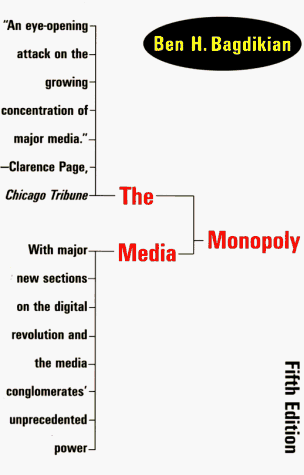 "An eye-opening
attack on the
growing
concentration of
major media."
—Clarence Page,
Chicago Tribune
With major
new sections
on the digital
revolution and
the media
conglomerates'
unprecedented
power
Ben H. Bagdikian
The
Media
Monopoly
Fifth Edition